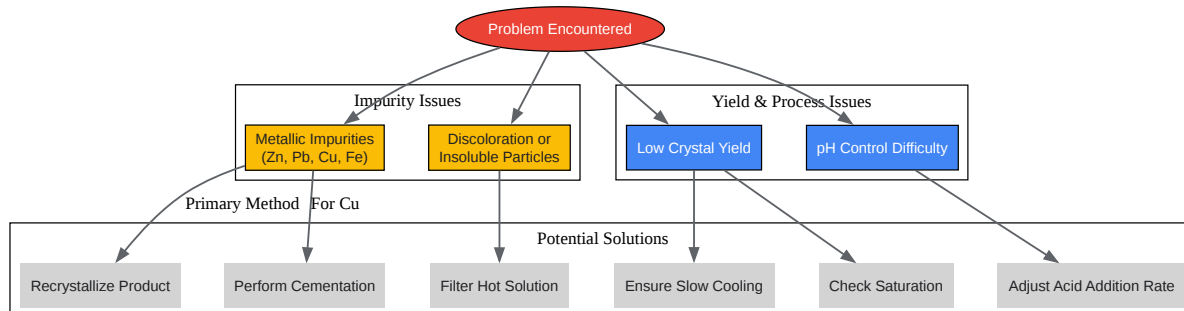 Problem Encountered
Impurity Issues
Yield & Process Issues
Metallic Impurities
(Zn, Pb, Cu, Fe)
Discoloration or
Insoluble Particles
Low Crystal Yield
pH Control Difficulty
Primary Method
For Cu
Potential Solutions
Recrystallize Product
Perform Cementation
Filter Hot Solution
Ensure Slow Cooling
Check Saturation
Adjust Acid Addition Rate